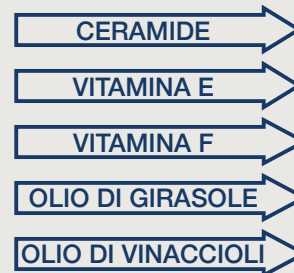 CERAMIDE
VITAMINA E
VITAMINA F
OLIO DI GIRASOLE
OLIO DI VINACCIOLI